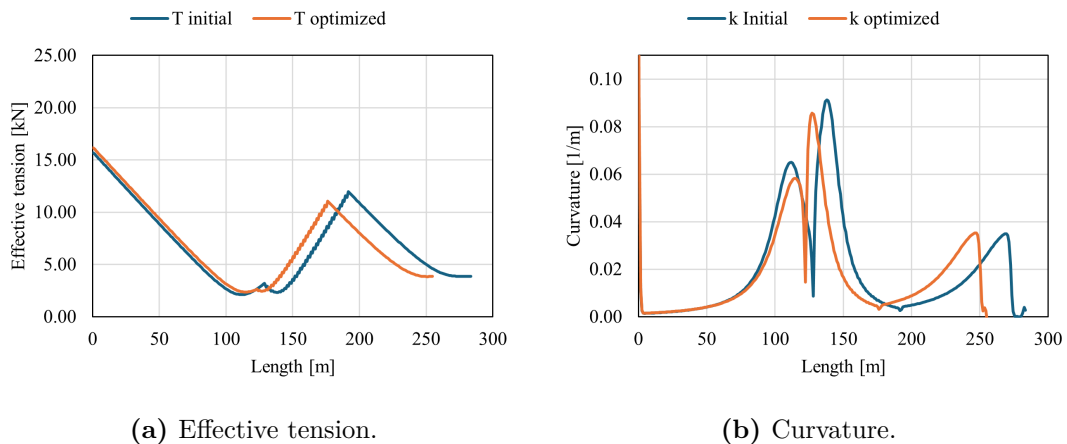 T initial T optimized
25.00
20.00
15.00
10.00
5.00
0.00
Effective tension [kN]
0 50 100 150 200 250 300
Length [m]
(a) Effective tension.
k Initial k optimized
0.10
0.08
0.06
0.04
0.02
0.00
Curvature [1/m]
0 50 100 150 200 250 300
Length [m]
(b) Curvature.